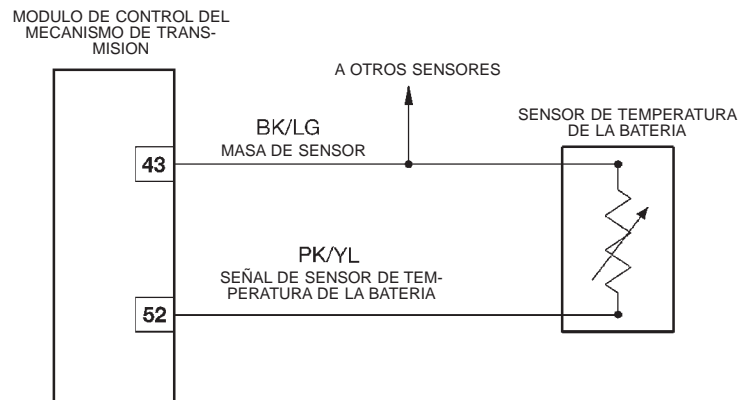 MODULO DE CONTROL DEL
MECANISMO DE TRANS-
MISION
A OTROS SENSORES
SENSOR DE TEMPERATURA
DE LA BATERIA
BK/LG
MASA DE SENSOR
43
PK/YL
SEÑAL DE SENSOR DE TEM-
PERATURA DE LA BATERIA
52